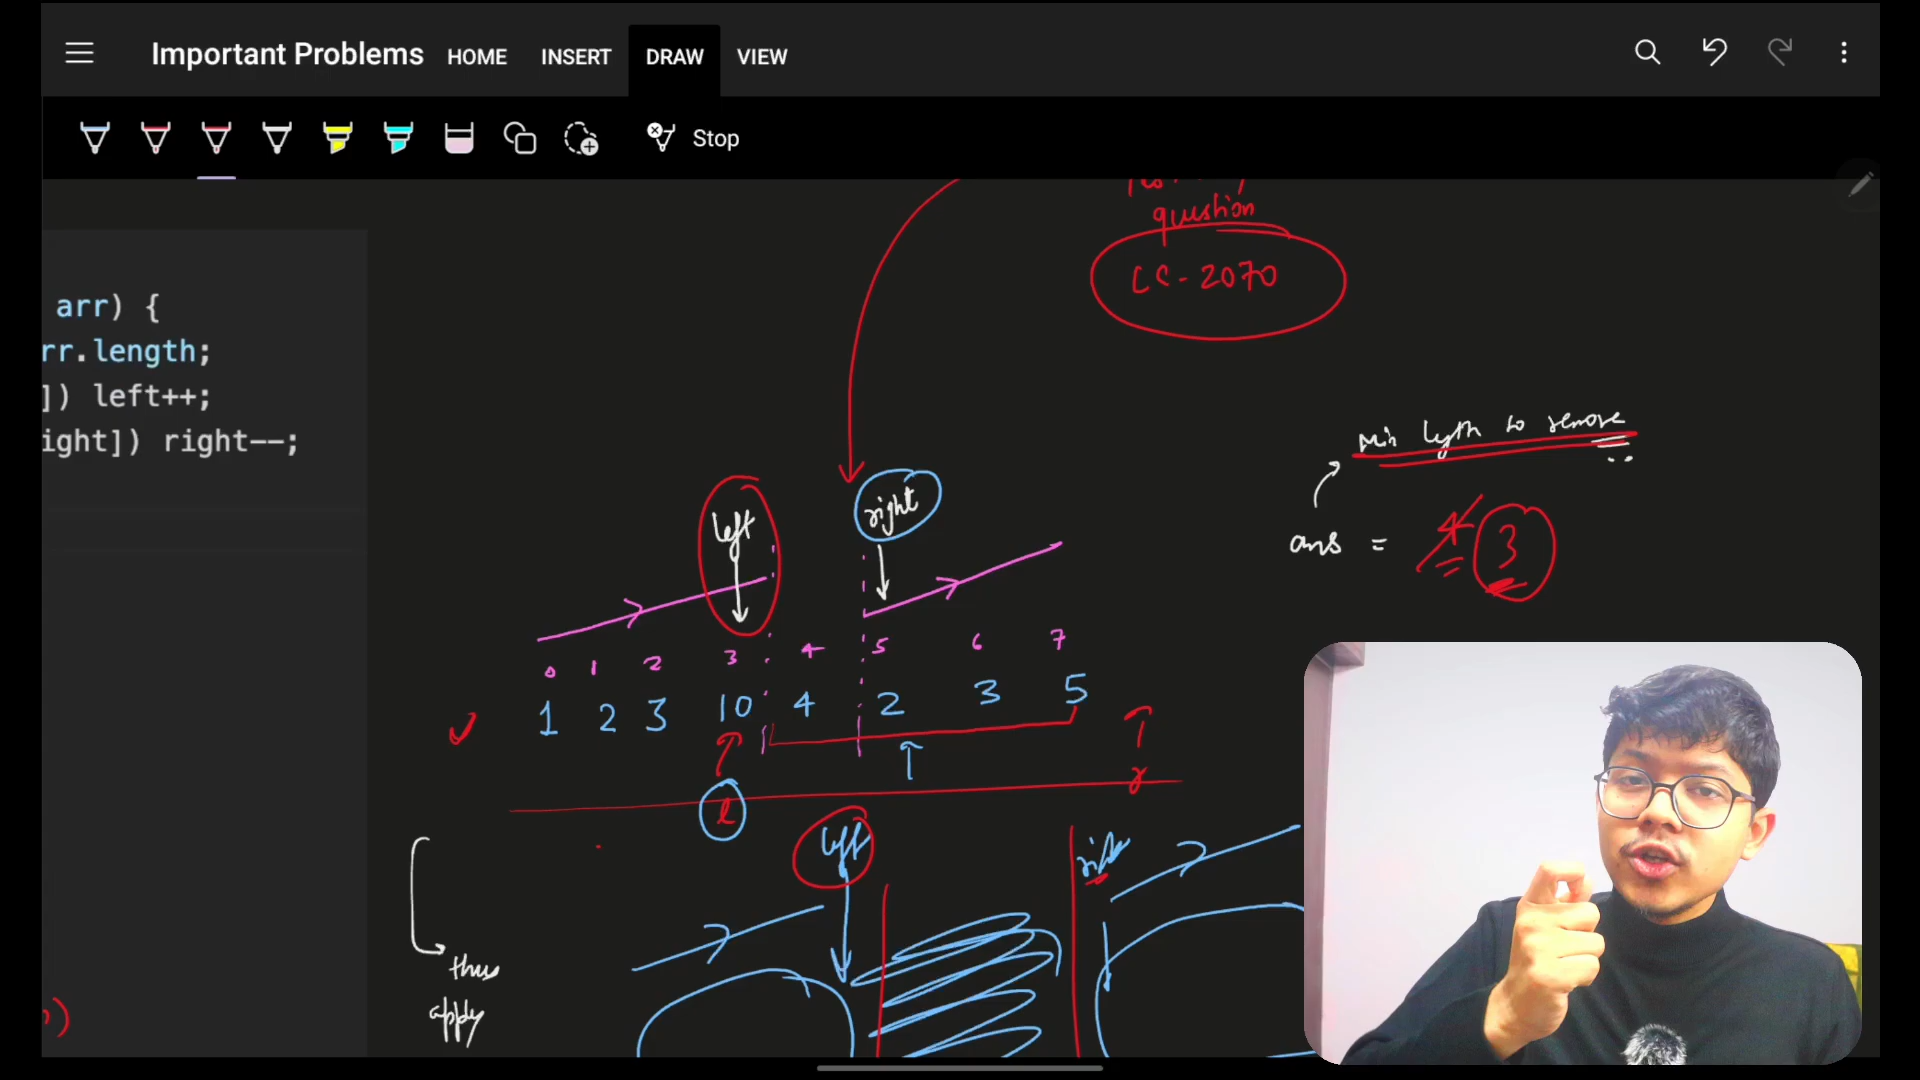 Important Problems HOME INSERT DRAW VIEW
Stop
question
LC - 2070
arr) {
rr.length;
]) left++;
ight]) right--;
Min to remove
ans = 4 3
left right
0 1 2 3 4 5 6 7
1 2 3 10 4 2 3 5
l r
left right
thus
apply